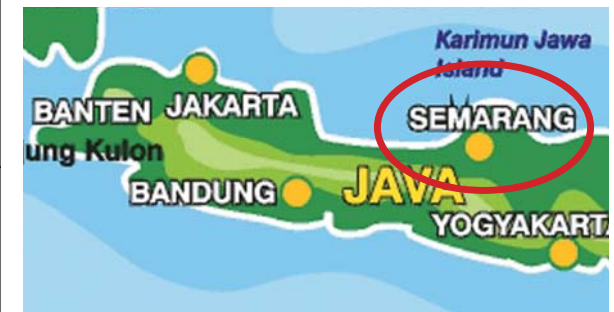 Karimun Jawa
Island
BANTEN
JAKARTA
SEMARANG
ung Kulon
BANDUNG
JAVA
YOGYAKARTA